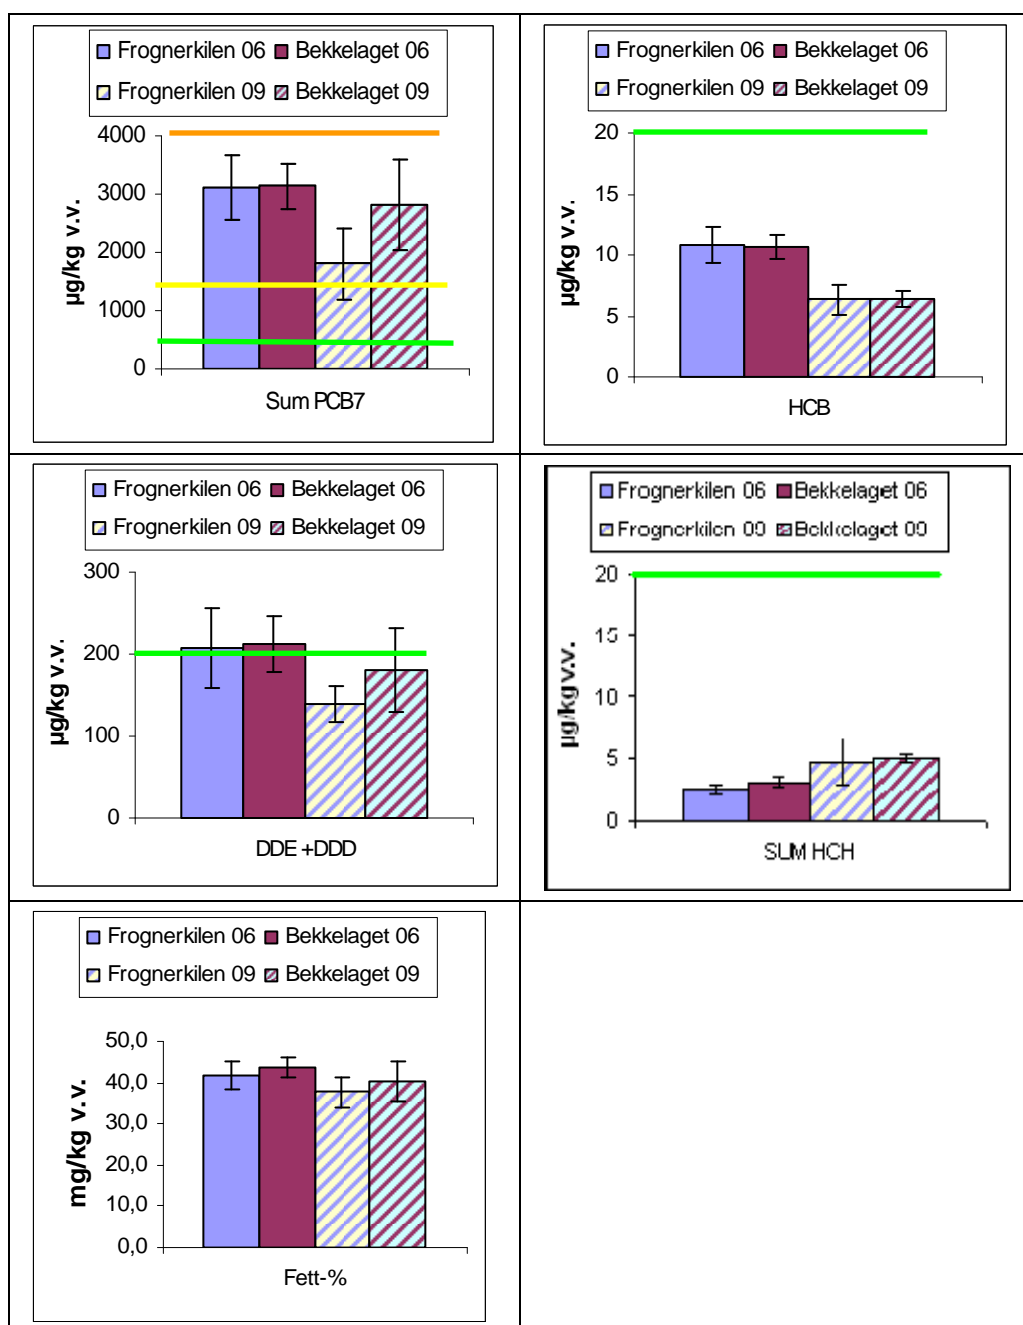 Frognerkilen 06 Bekkelaget 06
Frognerkilen 09 Bekkelaget 09
4000
3000
2000
1000
0
µg/kg v.v.
Sum PCB7
Frognerkilen 06 Bekkelaget 06
Frognerkilen 09 Bekkelaget 09
20
15
10
5
0
µg/kg v.v.
HCB
Frognerkilen 06 Bekkelaget 06
Frognerkilen 09 Bekkelaget 09
300
200
100
0
µg/kg v.v.
DDE +DDD
Frognerkilen 06 Bekkelaget 06
Frognerkilen 09 Bekkelaget 09
20
15
10
5
0
µg/kg v.v.
SUM HCH
Frognerkilen 06 Bekkelaget 06
Frognerkilen 09 Bekkelaget 09
50,0
40,0
30,0
20,0
10,0
0,0
mg/kg v.v.
Fett-%